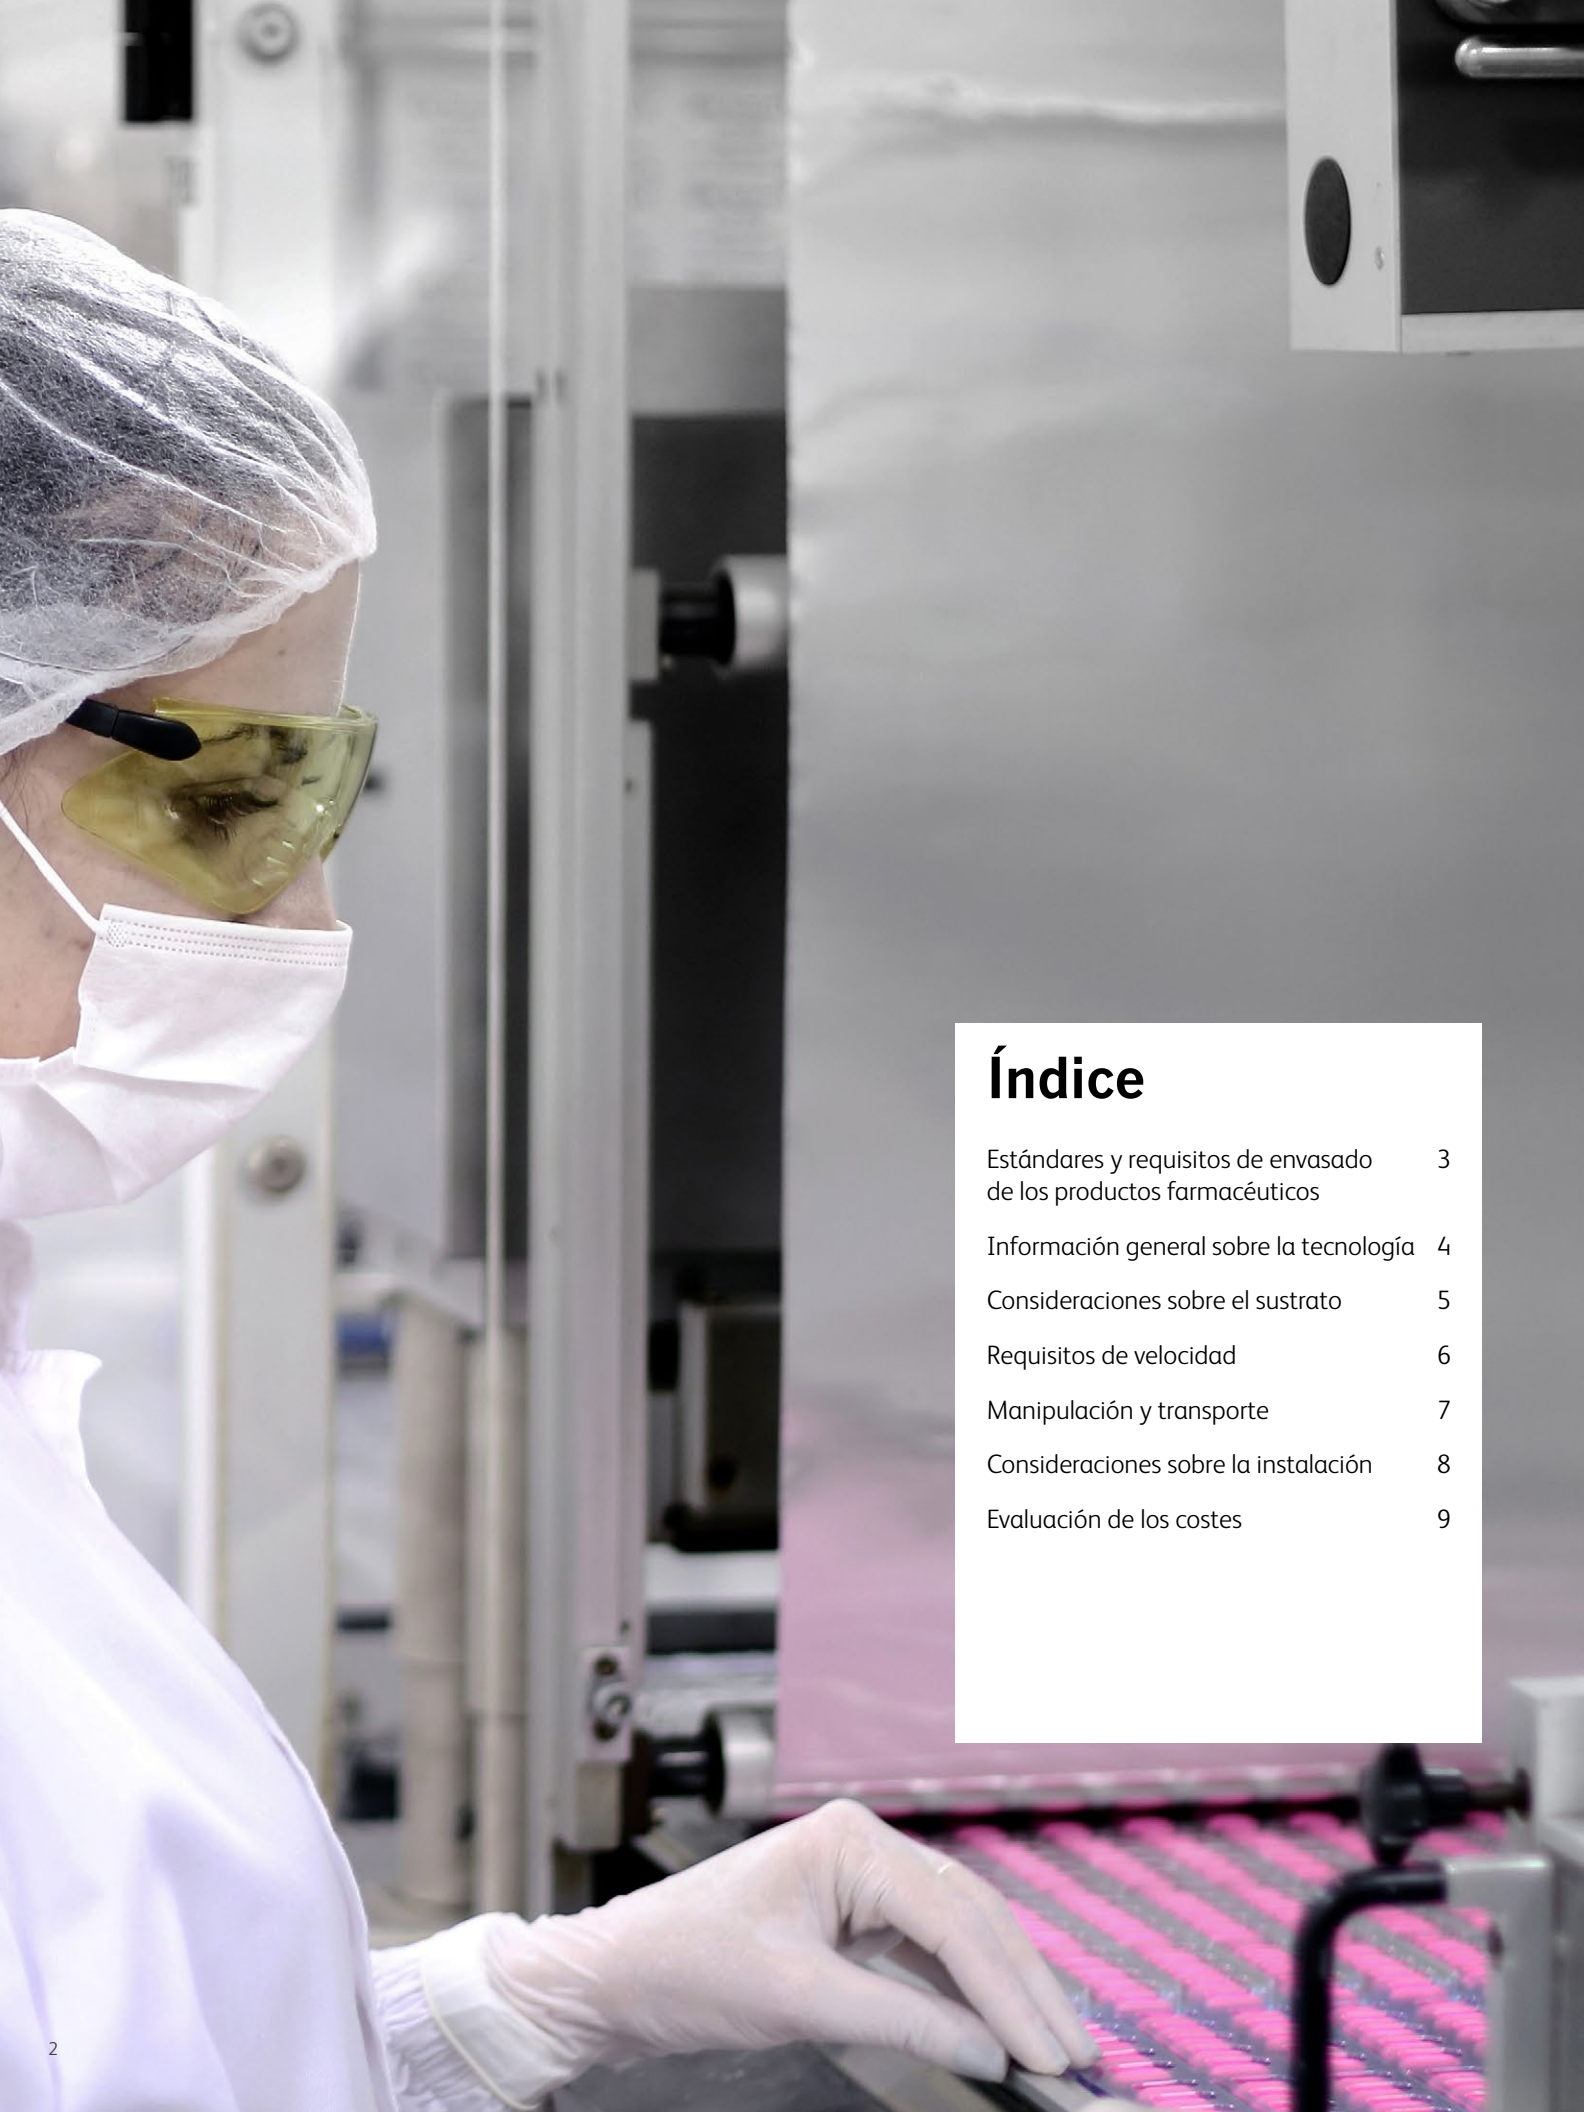 Índice
Estándares y requisitos de envasado 3
de los productos farmacéuticos
Información general sobre la tecnología 4
Consideraciones sobre el sustrato 5
Requisitos de velocidad 6
Manipulación y transporte 7
Consideraciones sobre la instalación 8
Evaluación de los costes 9
2